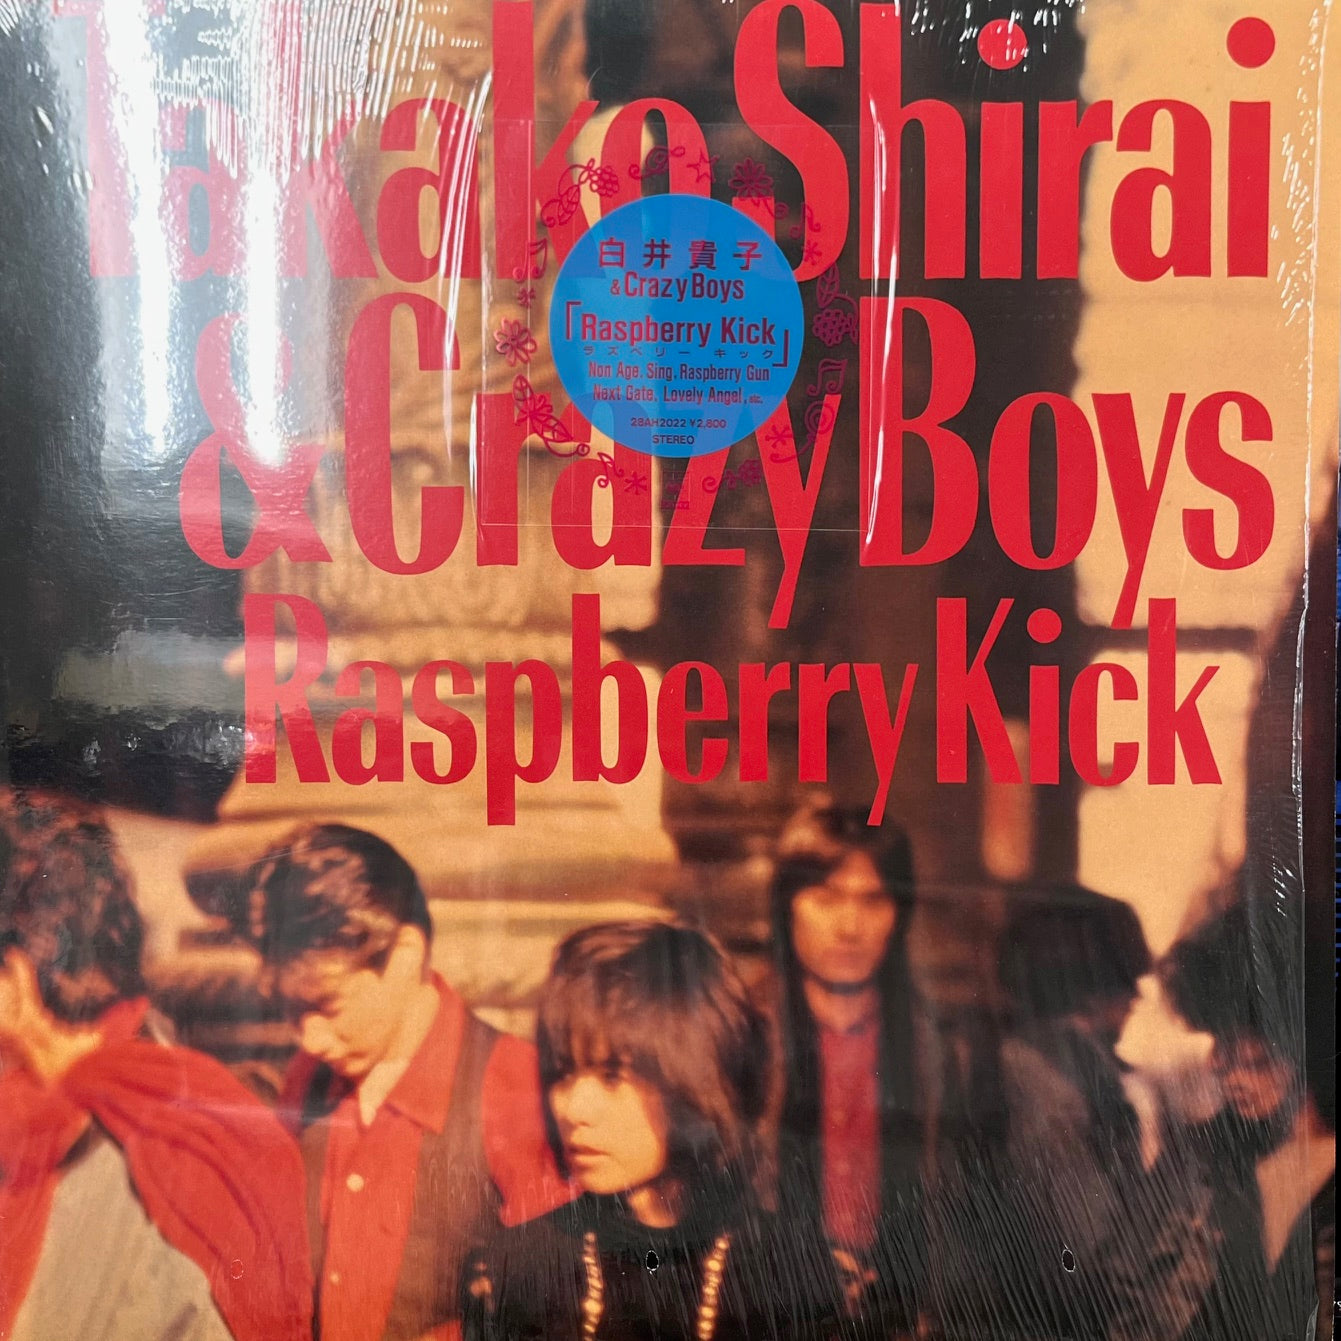 Takako Shirai
& Crazy Boys
Raspberry Kick
白井貴子
& Crazy Boys
「Raspberry Kick」
ラズベリー キック
Non Age. Sing. Raspberry Gun
Next Gate, Lovely Angel, etc.
28AH2022 ¥2,800
STEREO